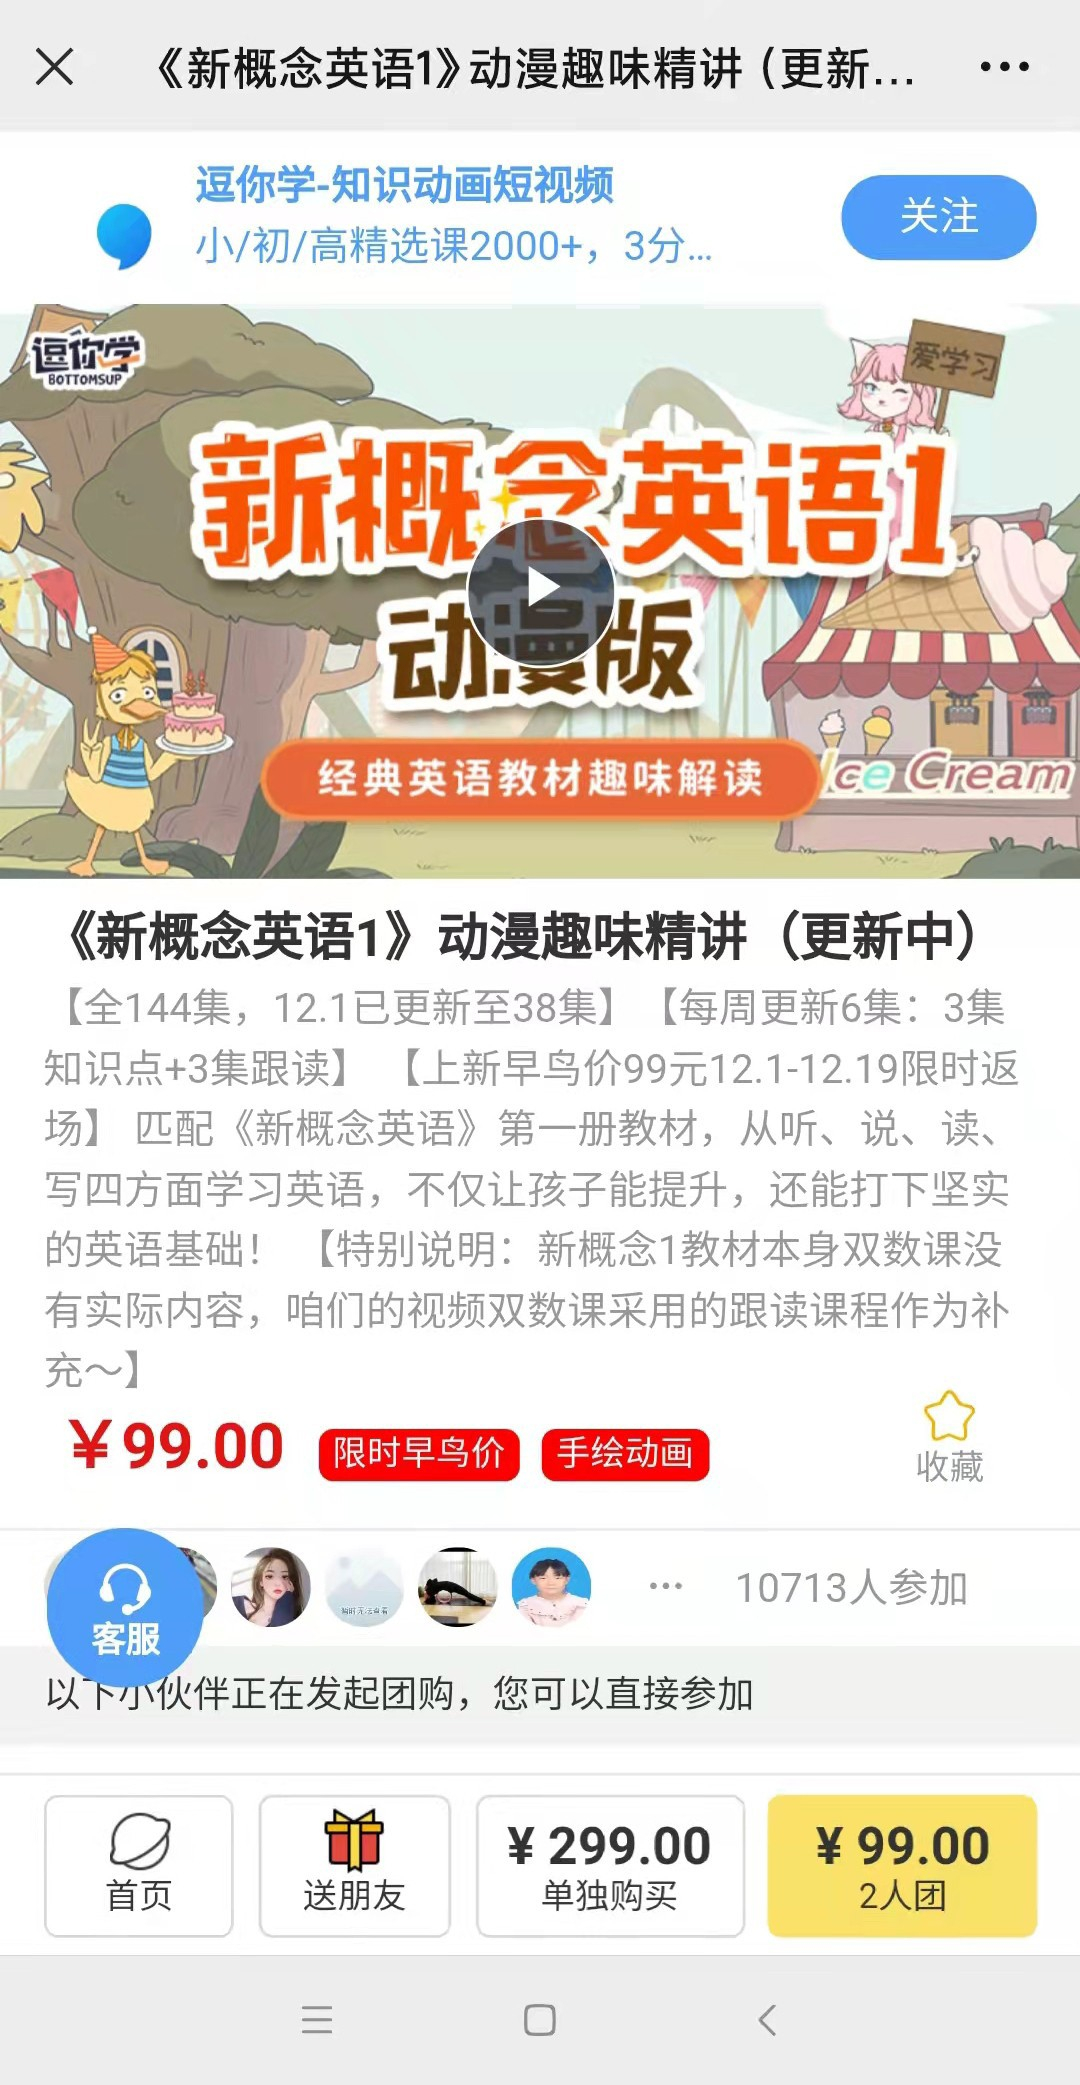 《新概念英语1》动漫趣味精讲（更新...
逗你学-知识动画短视频
小/初/高精选课2000+，3分...
关注
逗你学
BOTTOMSUP
爱学习
新概念英语1
动漫版
经典英语教材趣味解读
Ice Cream
《新概念英语1》动漫趣味精讲（更新中）
【全144集，12.1已更新至38集】【每周更新6集：3集
知识点+3集跟读】 【上新早鸟价99元12.1-12.19限时返
场】 匹配《新概念英语》第一册教材，从听、说、读、
写四方面学习英语，不仅让孩子能提升，还能打下坚实
的英语基础！ 【特别说明：新概念1教材本身双数课没
有实际内容，咱们的视频双数课采用的跟读课程作为补
充～】
¥99.00
限时早鸟价
手绘动画
收藏
客服
暂时无法查看
...
10713人参加
以下小伙伴正在发起团购，您可以直接参加
首页
送朋友
¥ 299.00
单独购买
¥ 99.00
2人团